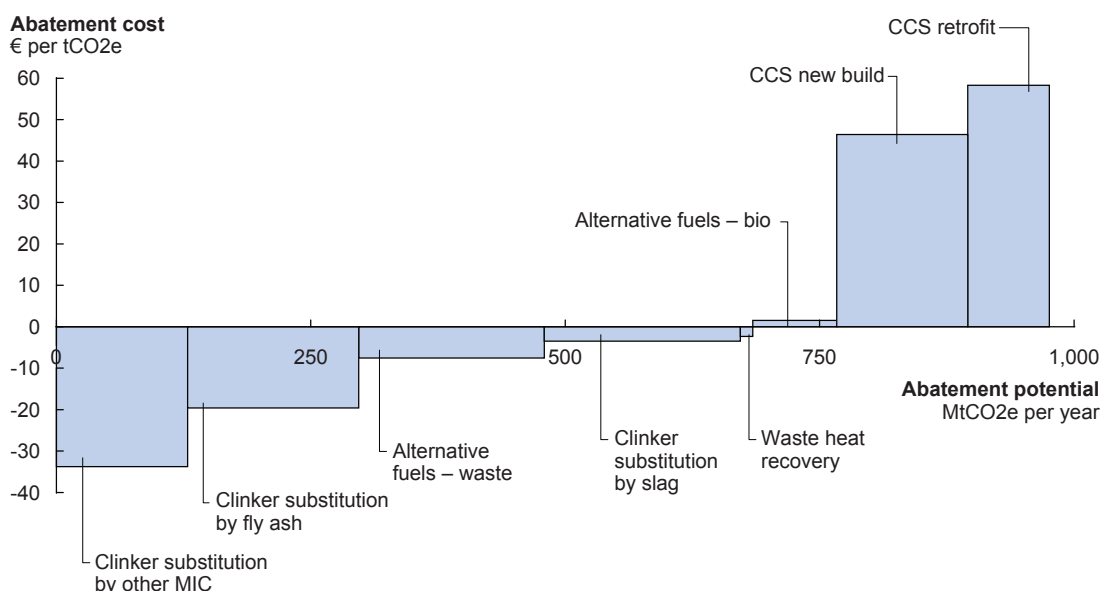 Abatement cost
€ per tCO2e
CCS retrofit
60
CCS new build
50
40
30
Alternative fuels – bio
20
10
0
0
250
500
750
1,000
-10
Abatement potential
MtCO2e per year
-20
-30
-40
Clinker substitution
by other MIC
Clinker substitution
by fly ash
Alternative
fuels – waste
Clinker
substitution
by slag
Waste heat
recovery